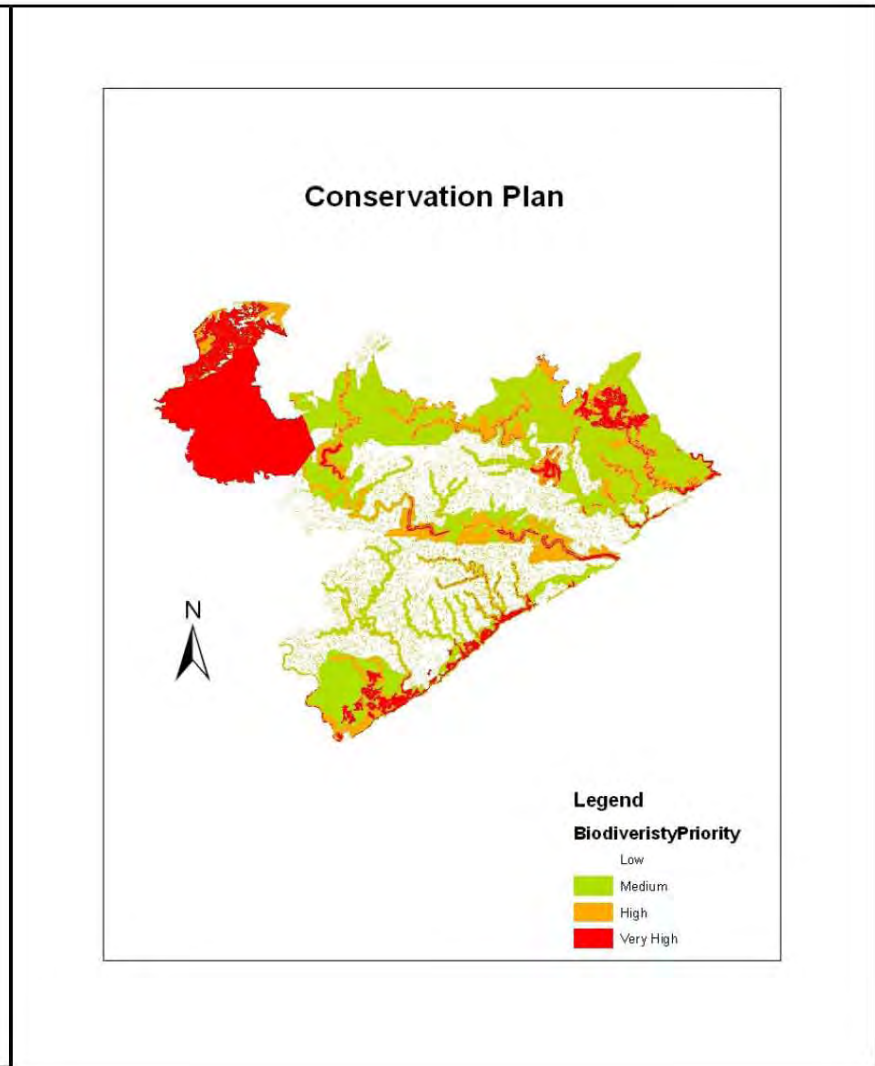 Conservation Plan
N
Legend
BiodiveristyPriority
Low
Medium
High
Very High